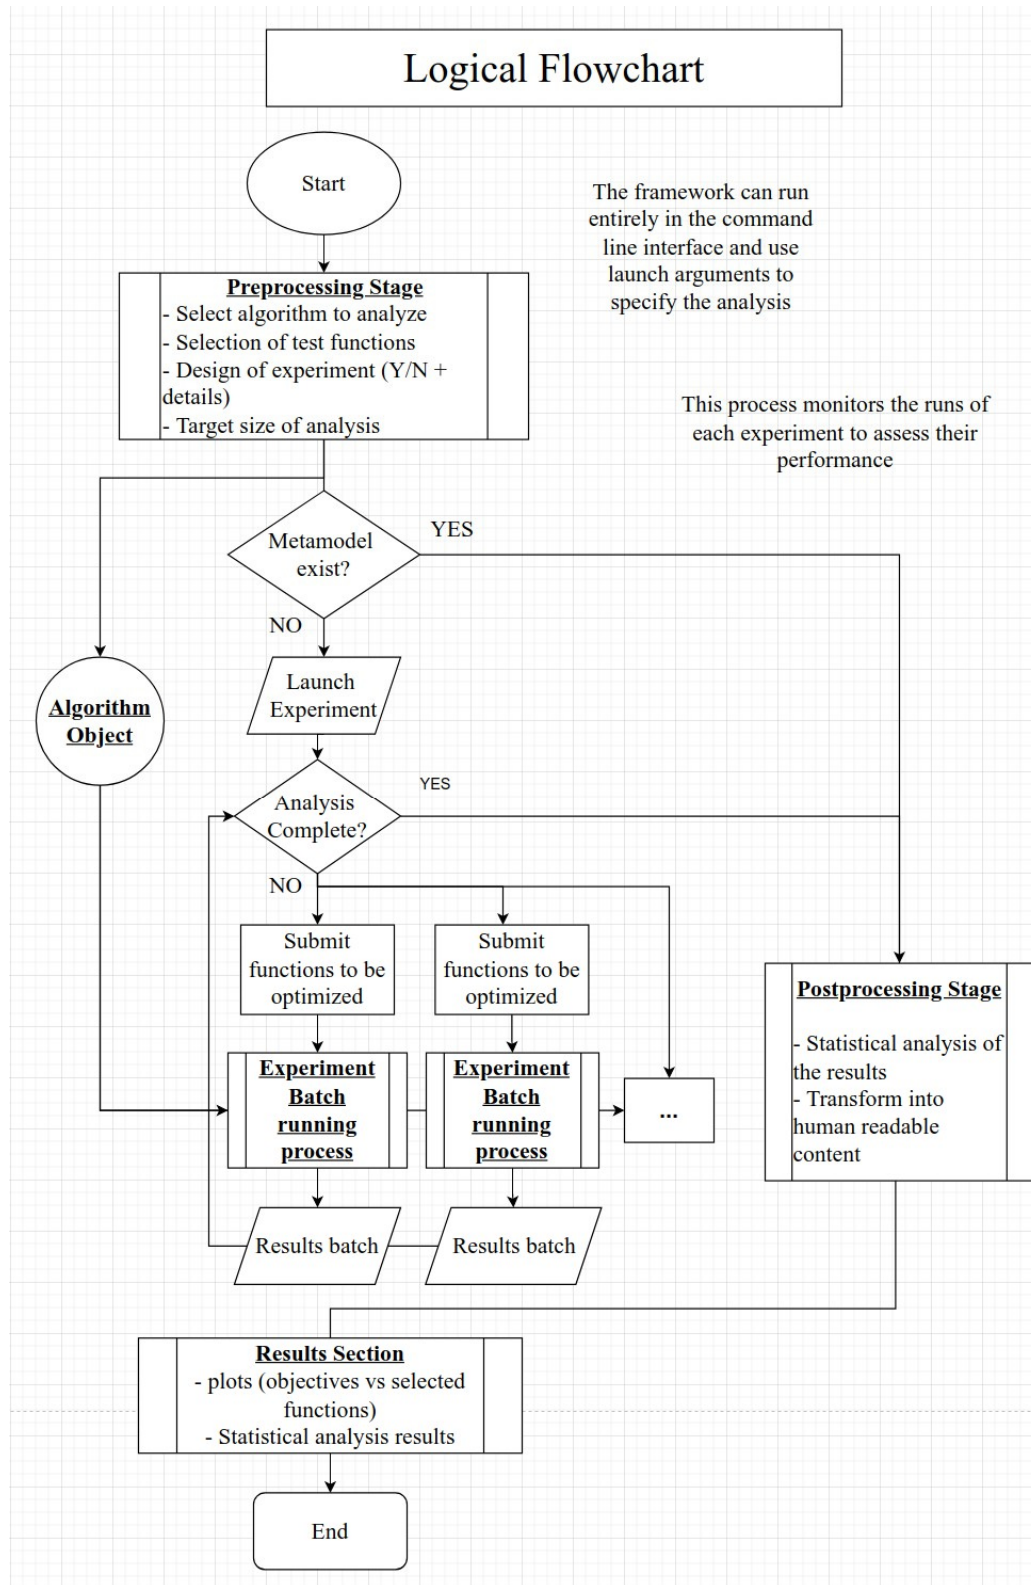 Logical Flowchart
Start
The framework can run
entirely in the command
line interface and use
launch arguments to
specify the analysis
Preprocessing Stage
- Select algorithm to analyze
- Selection of test functions
- Design of experiment (Y/N +
details)
- Target size of analysis
This process monitors the runs of
each experiment to assess their
performance
Metamodel
exist?
YES
NO
Launch
Experiment
Algorithm
Object
Analysis
Complete?
YES
NO
Submit
functions to be
optimized
Submit
functions to be
optimized
Experiment
Batch
running
process
Experiment
Batch
running
process
...
Postprocessing Stage
- Statistical analysis of
the results
- Transform into
human readable
content
Results batch
Results batch
Results Section
- plots (objectives vs selected
functions)
- Statistical analysis results
End